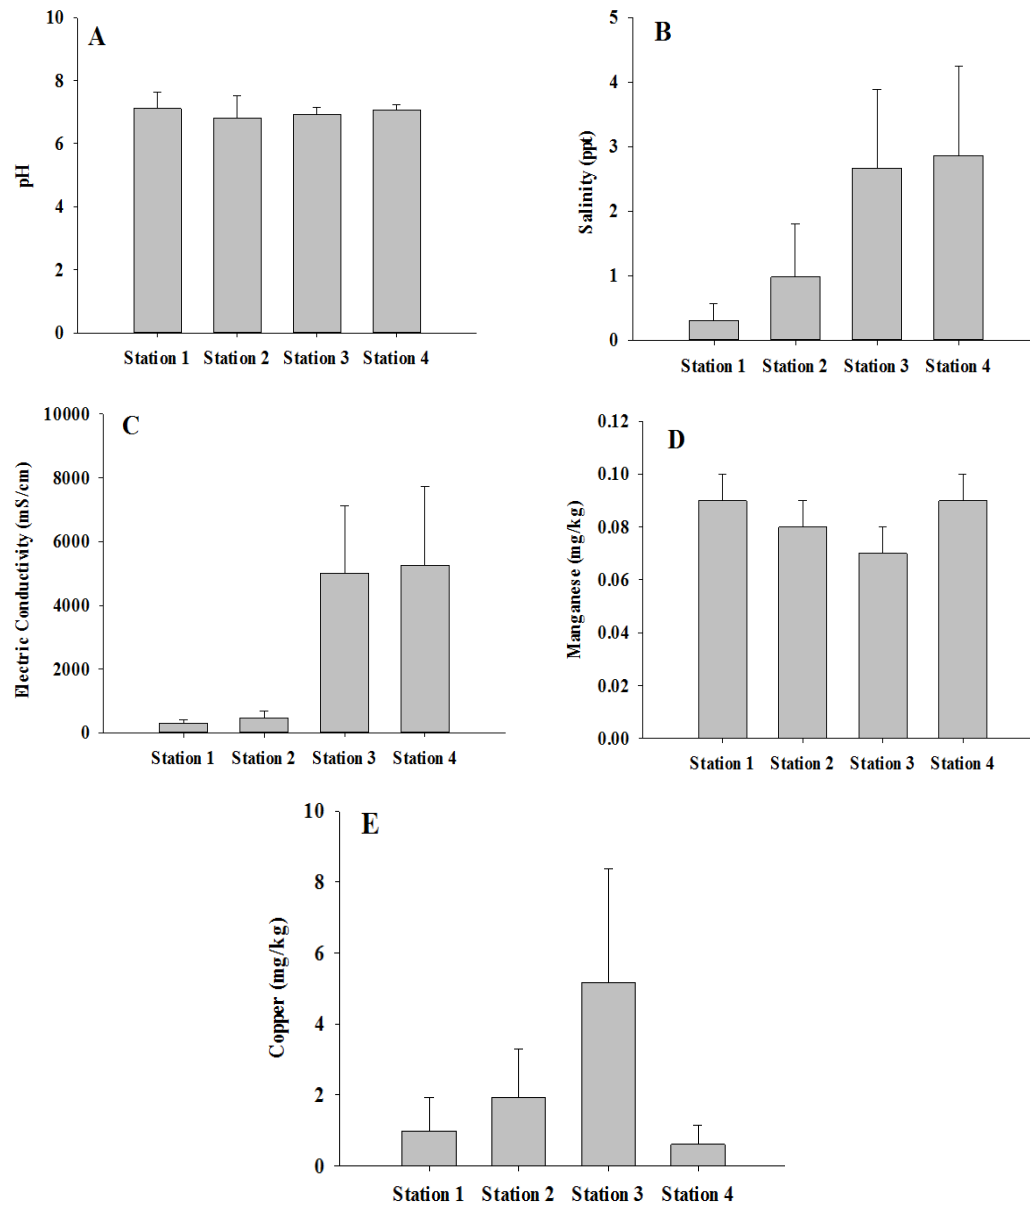 A
pH
10
8
6
4
2
0
Station 1 Station 2 Station 3 Station 4
B
Salinity (ppt)
5
4
3
2
1
0
Station 1 Station 2 Station 3 Station 4
C
Electric Conductivity (mS/cm)
10000
8000
6000
4000
2000
0
Station 1 Station 2 Station 3 Station 4
D
Manganese (mg/kg)
0.12
0.10
0.08
0.06
0.04
0.02
0.00
Station 1 Station 2 Station 3 Station 4
E
Copper (mg/kg)
10
8
6
4
2
0
Station 1 Station 2 Station 3 Station 4